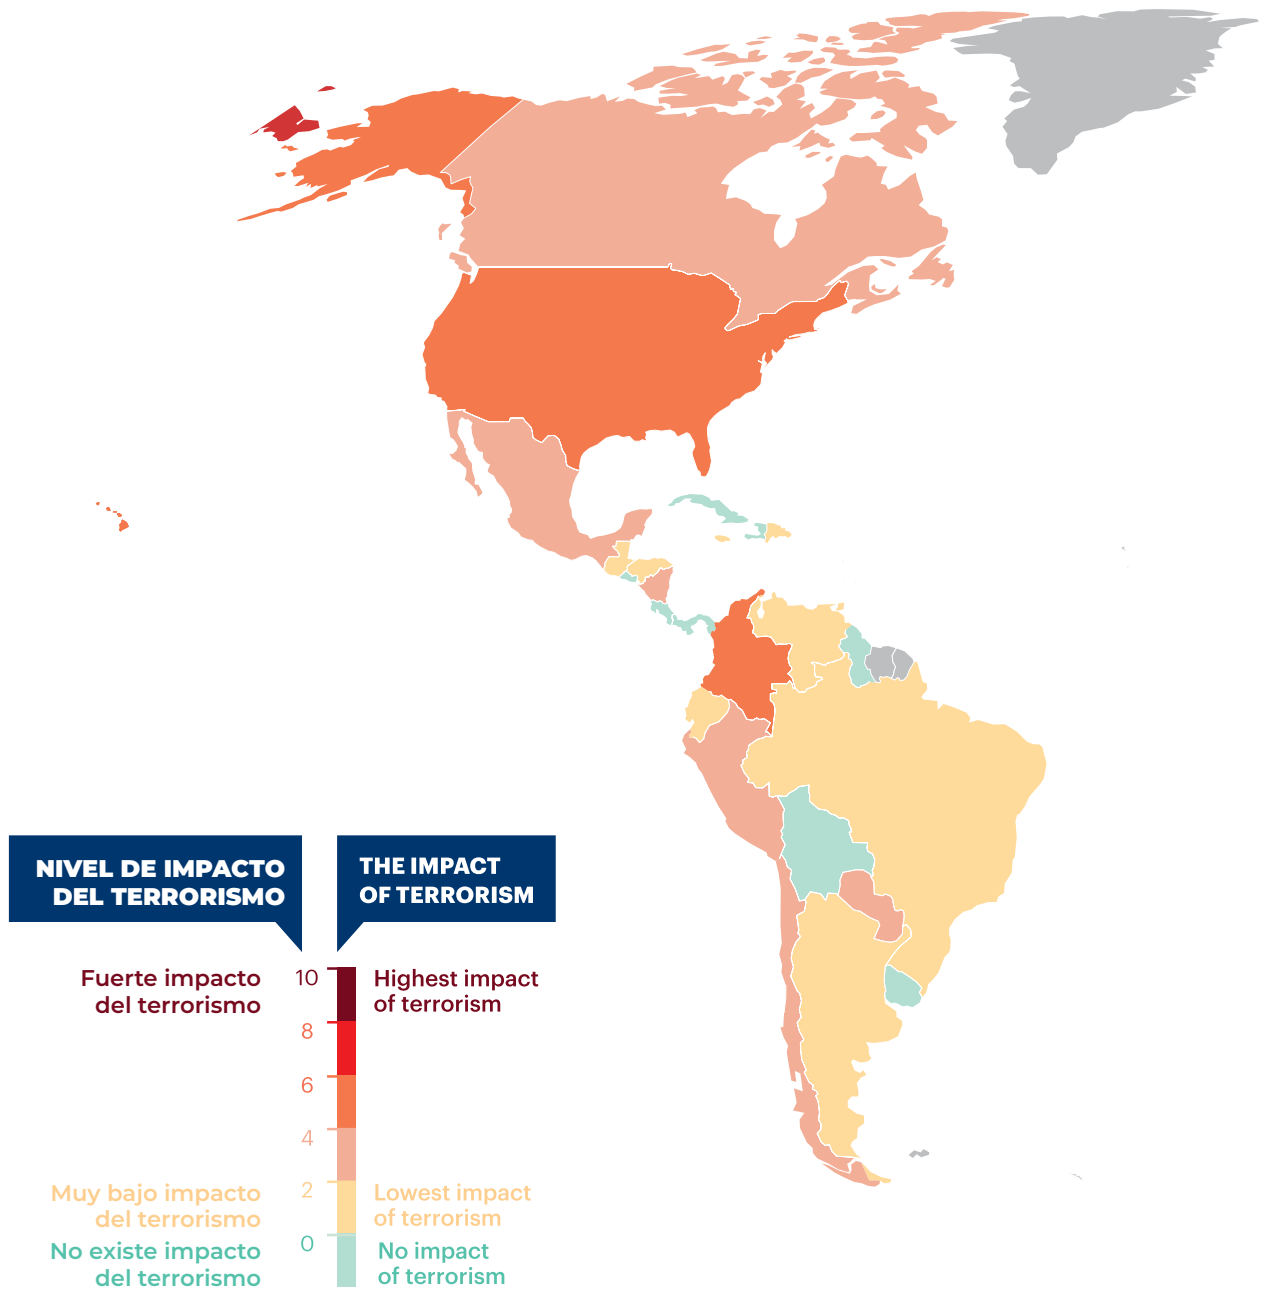 NIVEL DE IMPACTO
DEL TERRORISMO
THE IMPACT
OF TERRORISM
Fuerte impacto
del terrorismo
10
Highest impact
of terrorism
8
6
4
Muy bajo impacto
del terrorismo
2
Lowest impact
of terrorism
No existe impacto
del terrorismo
0
No impact
of terrorism